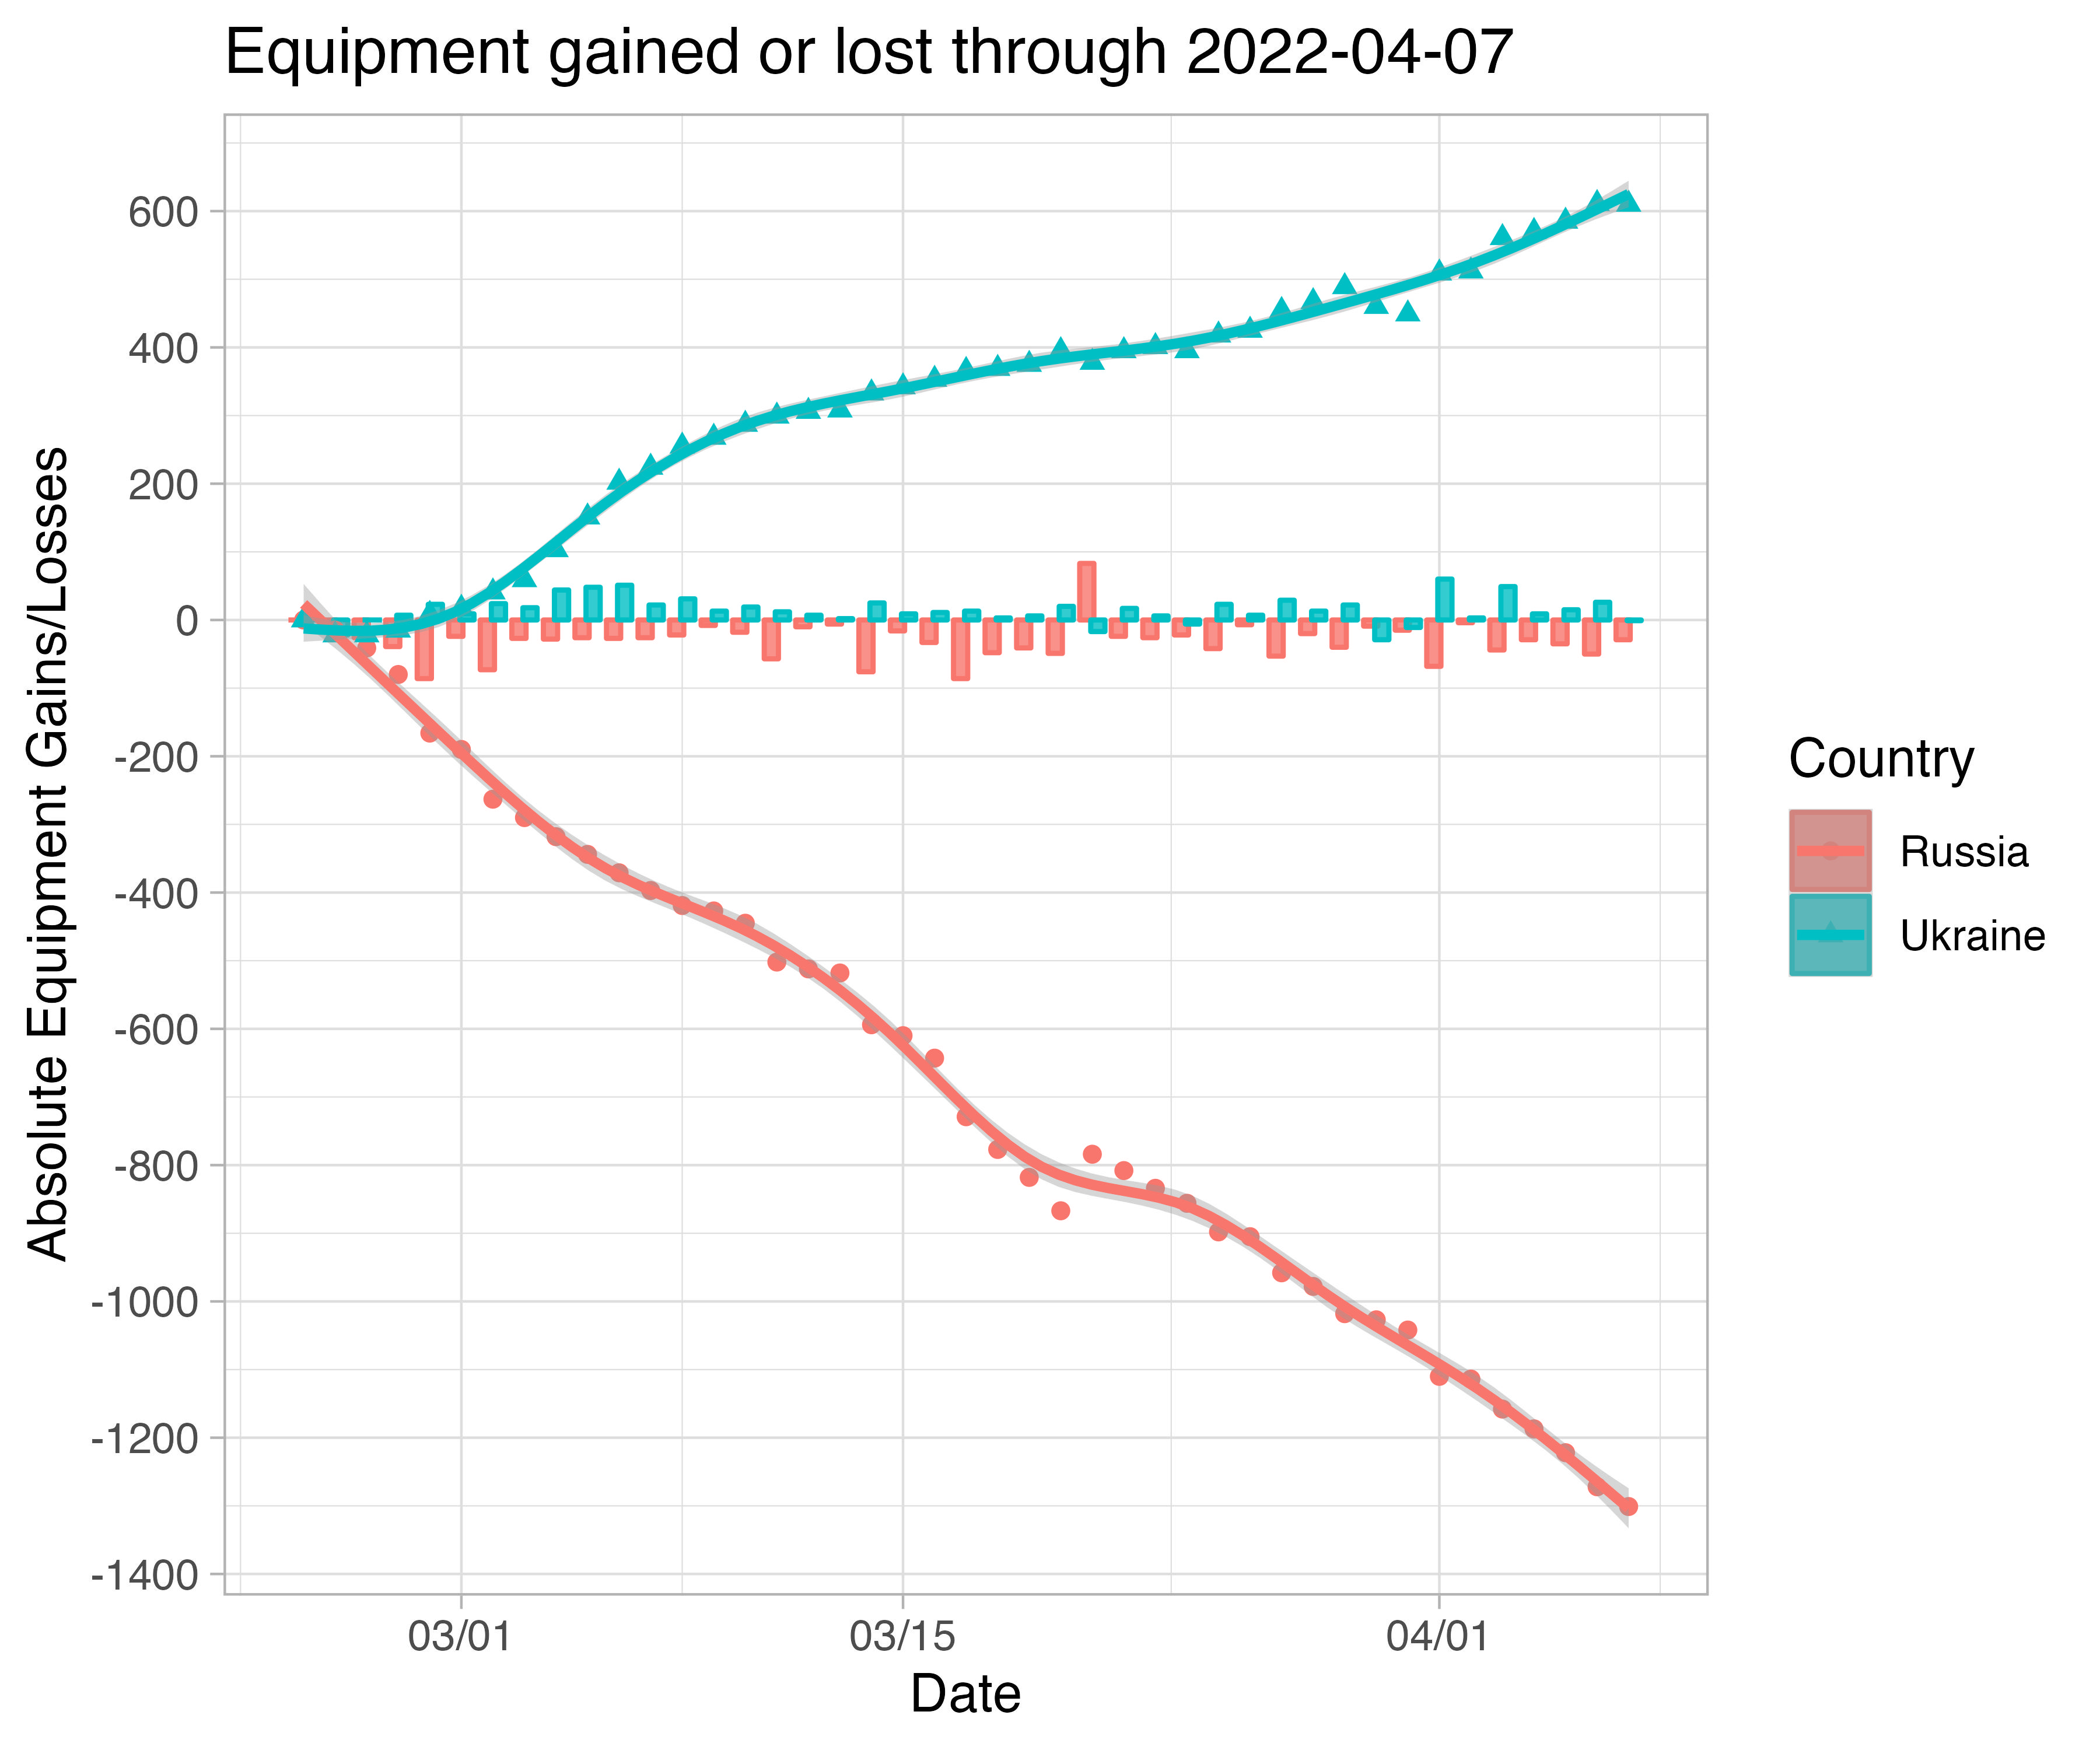 Equipment gained or lost through 2022-04-07
Absolute Equipment Gains/Losses
600
400
200
0
-200
-400
-600
-800
-1000
-1200
-1400
03/01
03/15
04/01
Date
Country
Russia
Ukraine